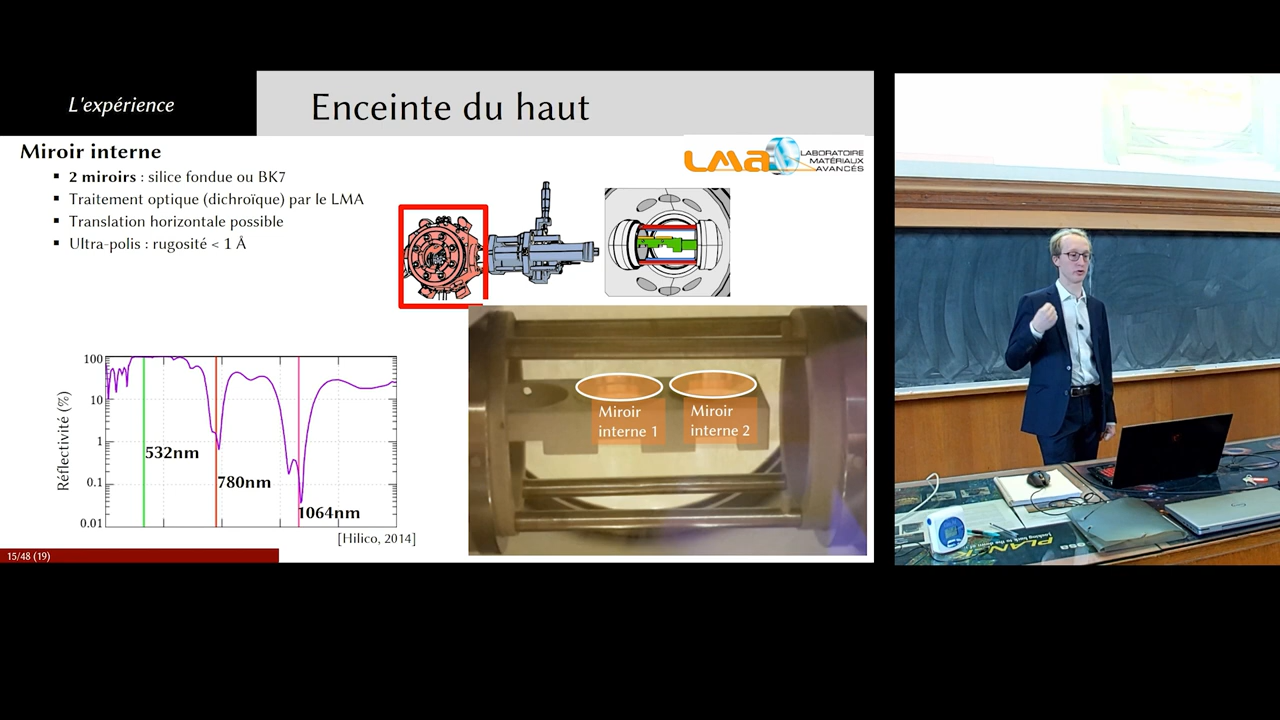 L'expérience
Enceinte du haut
Miroir interne
▪ 2 miroirs : silice fondue ou BK7
▪ Traitement optique (dichroïque) par le LMA
▪ Translation horizontale possible
▪ Ultra-polis : rugosité < 1 Å
LMA LABORATOIRE
MATÉRIAUX
AVANCÉS
Réflectivité (%)
100
10
1
0.1
0.01
532nm
780nm
1064nm
[Hilico, 2014]
Miroir
interne 1
Miroir
interne 2
15/48 (19)
PLANCK